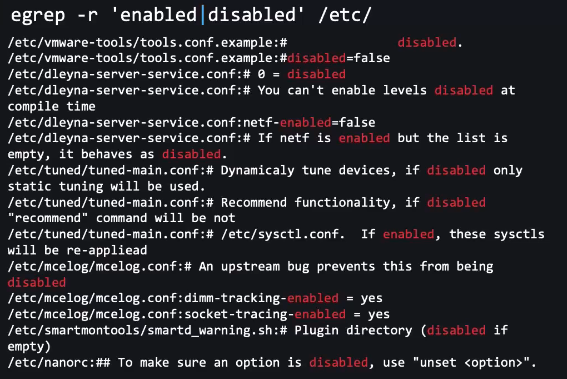 egrep -r 'enabled|disabled' /etc/
/etc/vmware-tools/tools.conf.example:#               disabled.
/etc/vmware-tools/tools.conf.example:#disabled=false
/etc/dleyna-server-service.conf:# 0 = disabled
/etc/dleyna-server-service.conf:# You can't enable levels disabled at
compile time
/etc/dleyna-server-service.conf:netf-enabled=false
/etc/dleyna-server-service.conf:# If netf is enabled but the list is
empty, it behaves as disabled.
/etc/tuned/tuned-main.conf:# Dynamicaly tune devices, if disabled only
static tuning will be used.
/etc/tuned/tuned-main.conf:# Recommend functionality, if disabled
"recommend" command will be not
/etc/tuned/tuned-main.conf:# /etc/sysctl.conf.  If enabled, these sysctls
will be re-appliead
/etc/mcelog/mcelog.conf:# An upstream bug prevents this from being
disabled
/etc/mcelog/mcelog.conf:dimm-tracking-enabled = yes
/etc/mcelog/mcelog.conf:socket-tracing-enabled = yes
/etc/smartmontools/smartd_warning.sh:# Plugin directory (disabled if
empty)
/etc/nanorc:## To make sure an option is disabled, use "unset <option>".